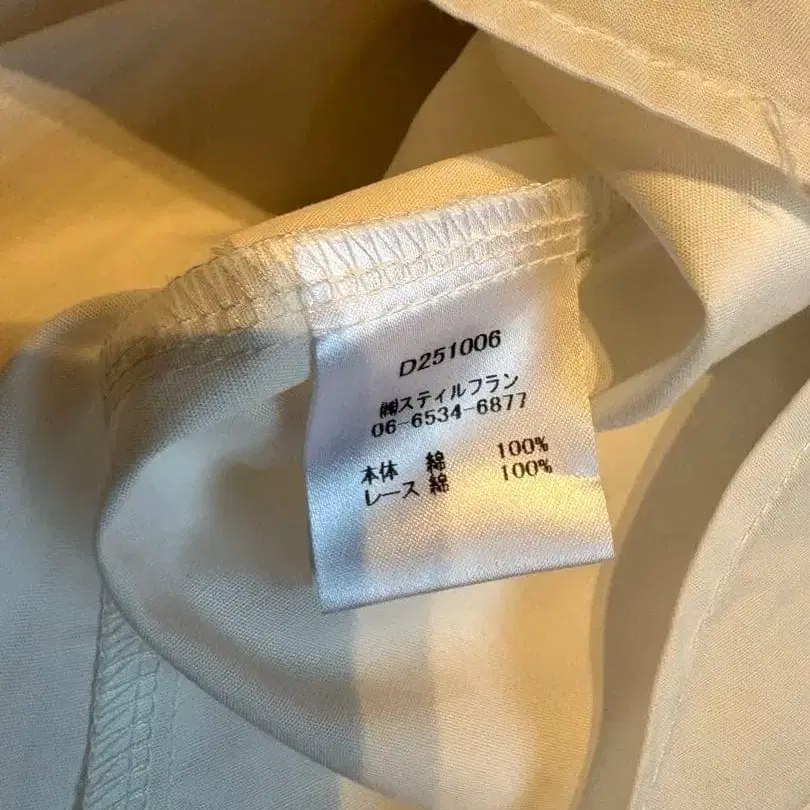 D251006
㈱スティルフラン
06-6534-6877
本体 綿 100%
レース 綿 100%